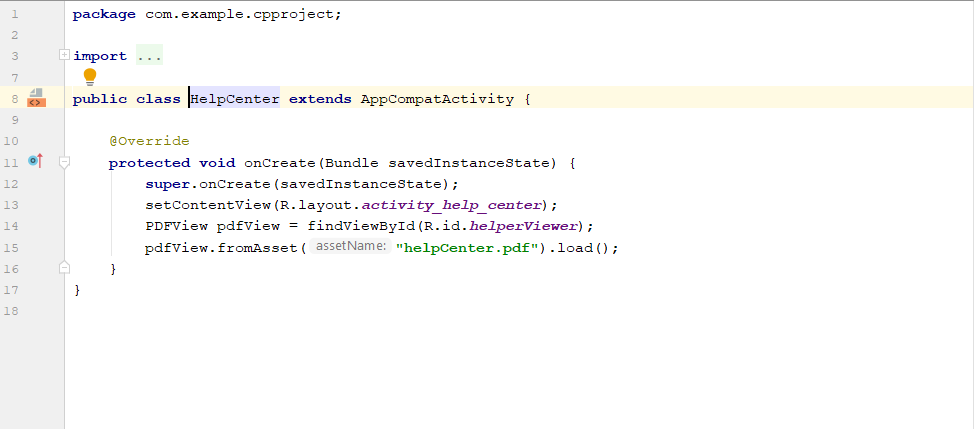 1 package com.example.cpproject;
2
3 import ...
7
8 public class HelpCenter extends AppCompatActivity {
9
10 @Override
11 protected void onCreate(Bundle savedInstanceState) {
12 super.onCreate(savedInstanceState);
13 setContentView(R.layout.activity_help_center);
14 PDFView pdfView = findViewById(R.id.helperViewer);
15 pdfView.fromAsset( assetName: "helpCenter.pdf").load();
16 }
17 }
18